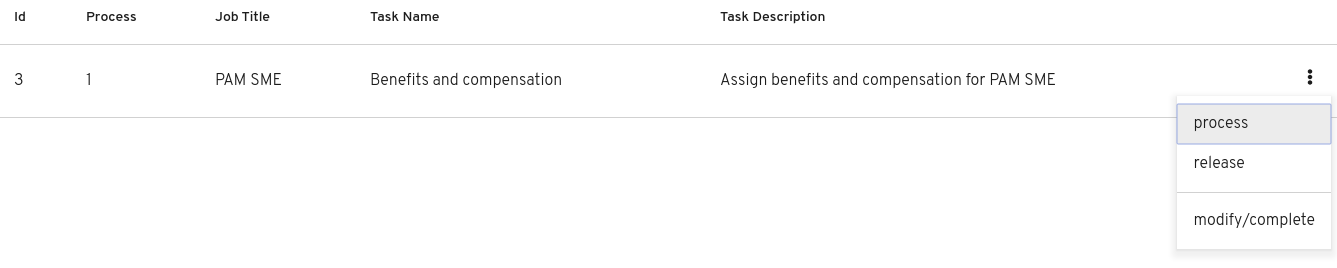 Id Process Job Title Task Name Task Description
3 1 PAM SME Benefits and compensation Assign benefits and compensation for PAM SME
process
release
modify/complete